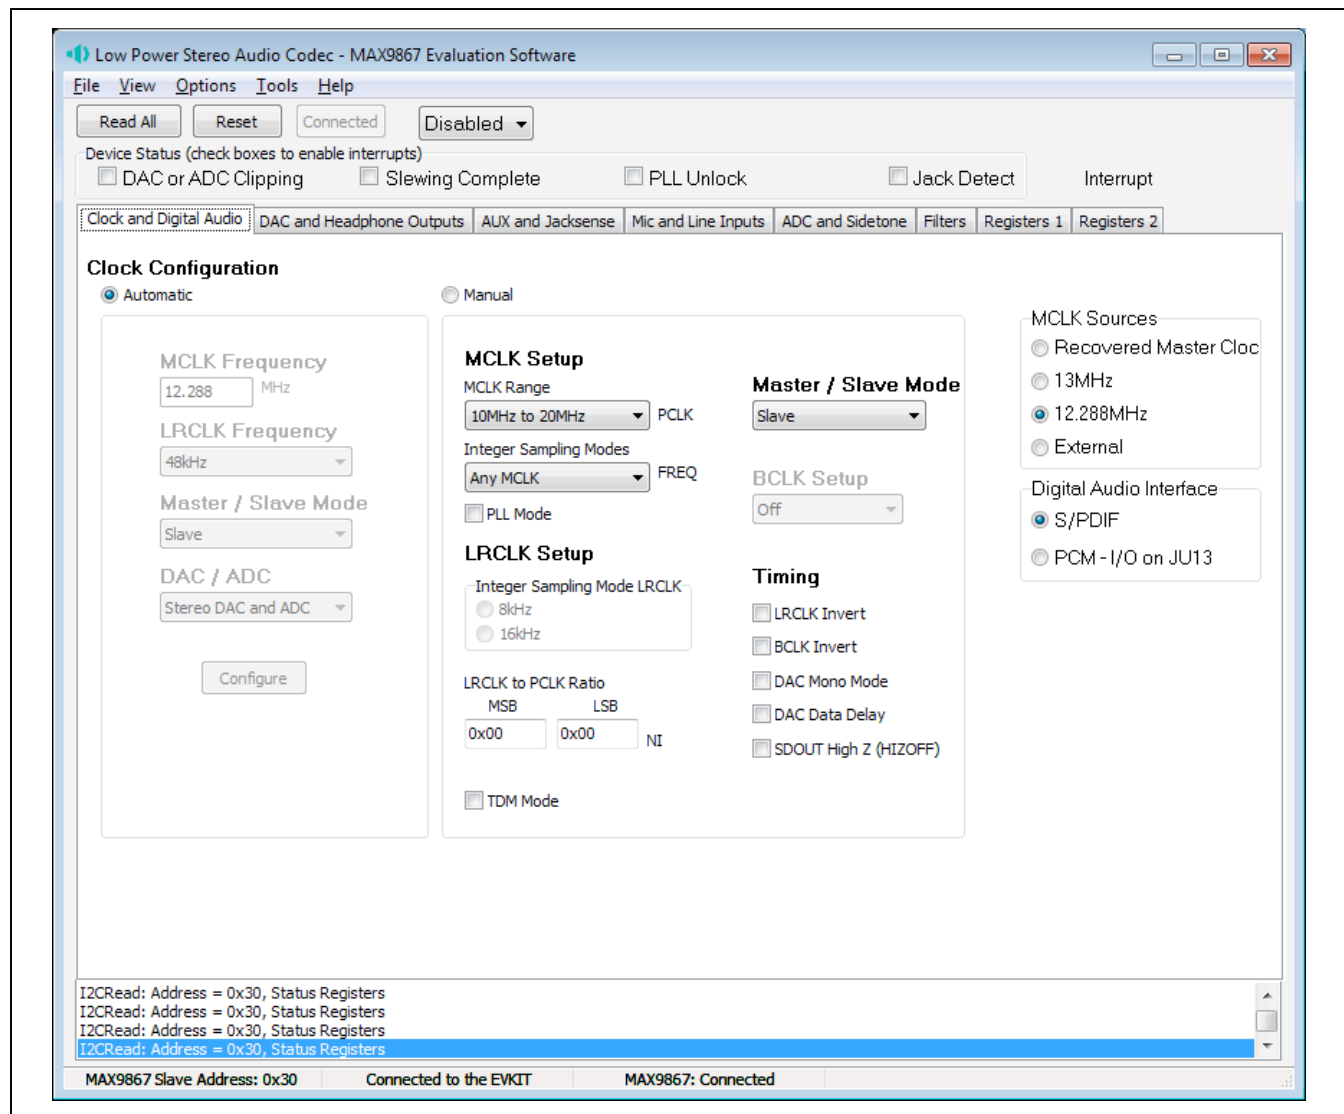 Low Power Stereo Audio Codec - MAX9867 Evaluation Software
File View Options Tools Help
Read All Reset Connected Disabled
Device Status (check boxes to enable interrupts)
DAC or ADC Clipping Slewing Complete PLL Unlock Jack Detect Interrupt
Clock and Digital Audio DAC and Headphone Outputs AUX and Jacksense Mic and Line Inputs ADC and Sidetone Filters Registers 1 Registers 2
Clock Configuration
Automatic
MCLK Frequency
12.288 MHz
LRCLK Frequency
48kHz
Master / Slave Mode
Slave
DAC / ADC
Stereo DAC and ADC
Configure
Manual
MCLK Setup
MCLK Range
10MHz to 20MHz PCLK
Integer Sampling Modes
Any MCLK FREQ
PLL Mode
LRCLK Setup
Integer Sampling Mode LRCLK
8kHz
16kHz
LRCLK to PCLK Ratio
MSB LSB
0x00 0x00 NI
TDM Mode
Master / Slave Mode
Slave
BCLK Setup
Off
Timing
LRCLK Invert
BCLK Invert
DAC Mono Mode
DAC Data Delay
SDOUT High Z (HIZOFF)
MCLK Sources
Recovered Master Cloc
13MHz
12.288MHz
External
Digital Audio Interface
S/PDIF
PCM - I/O on JU13
I2CRead: Address = 0x30, Status Registers
I2CRead: Address = 0x30, Status Registers
I2CRead: Address = 0x30, Status Registers
I2CRead: Address = 0x30, Status Registers
MAX9867 Slave Address: 0x30 Connected to the EVKIT MAX9867: Connected